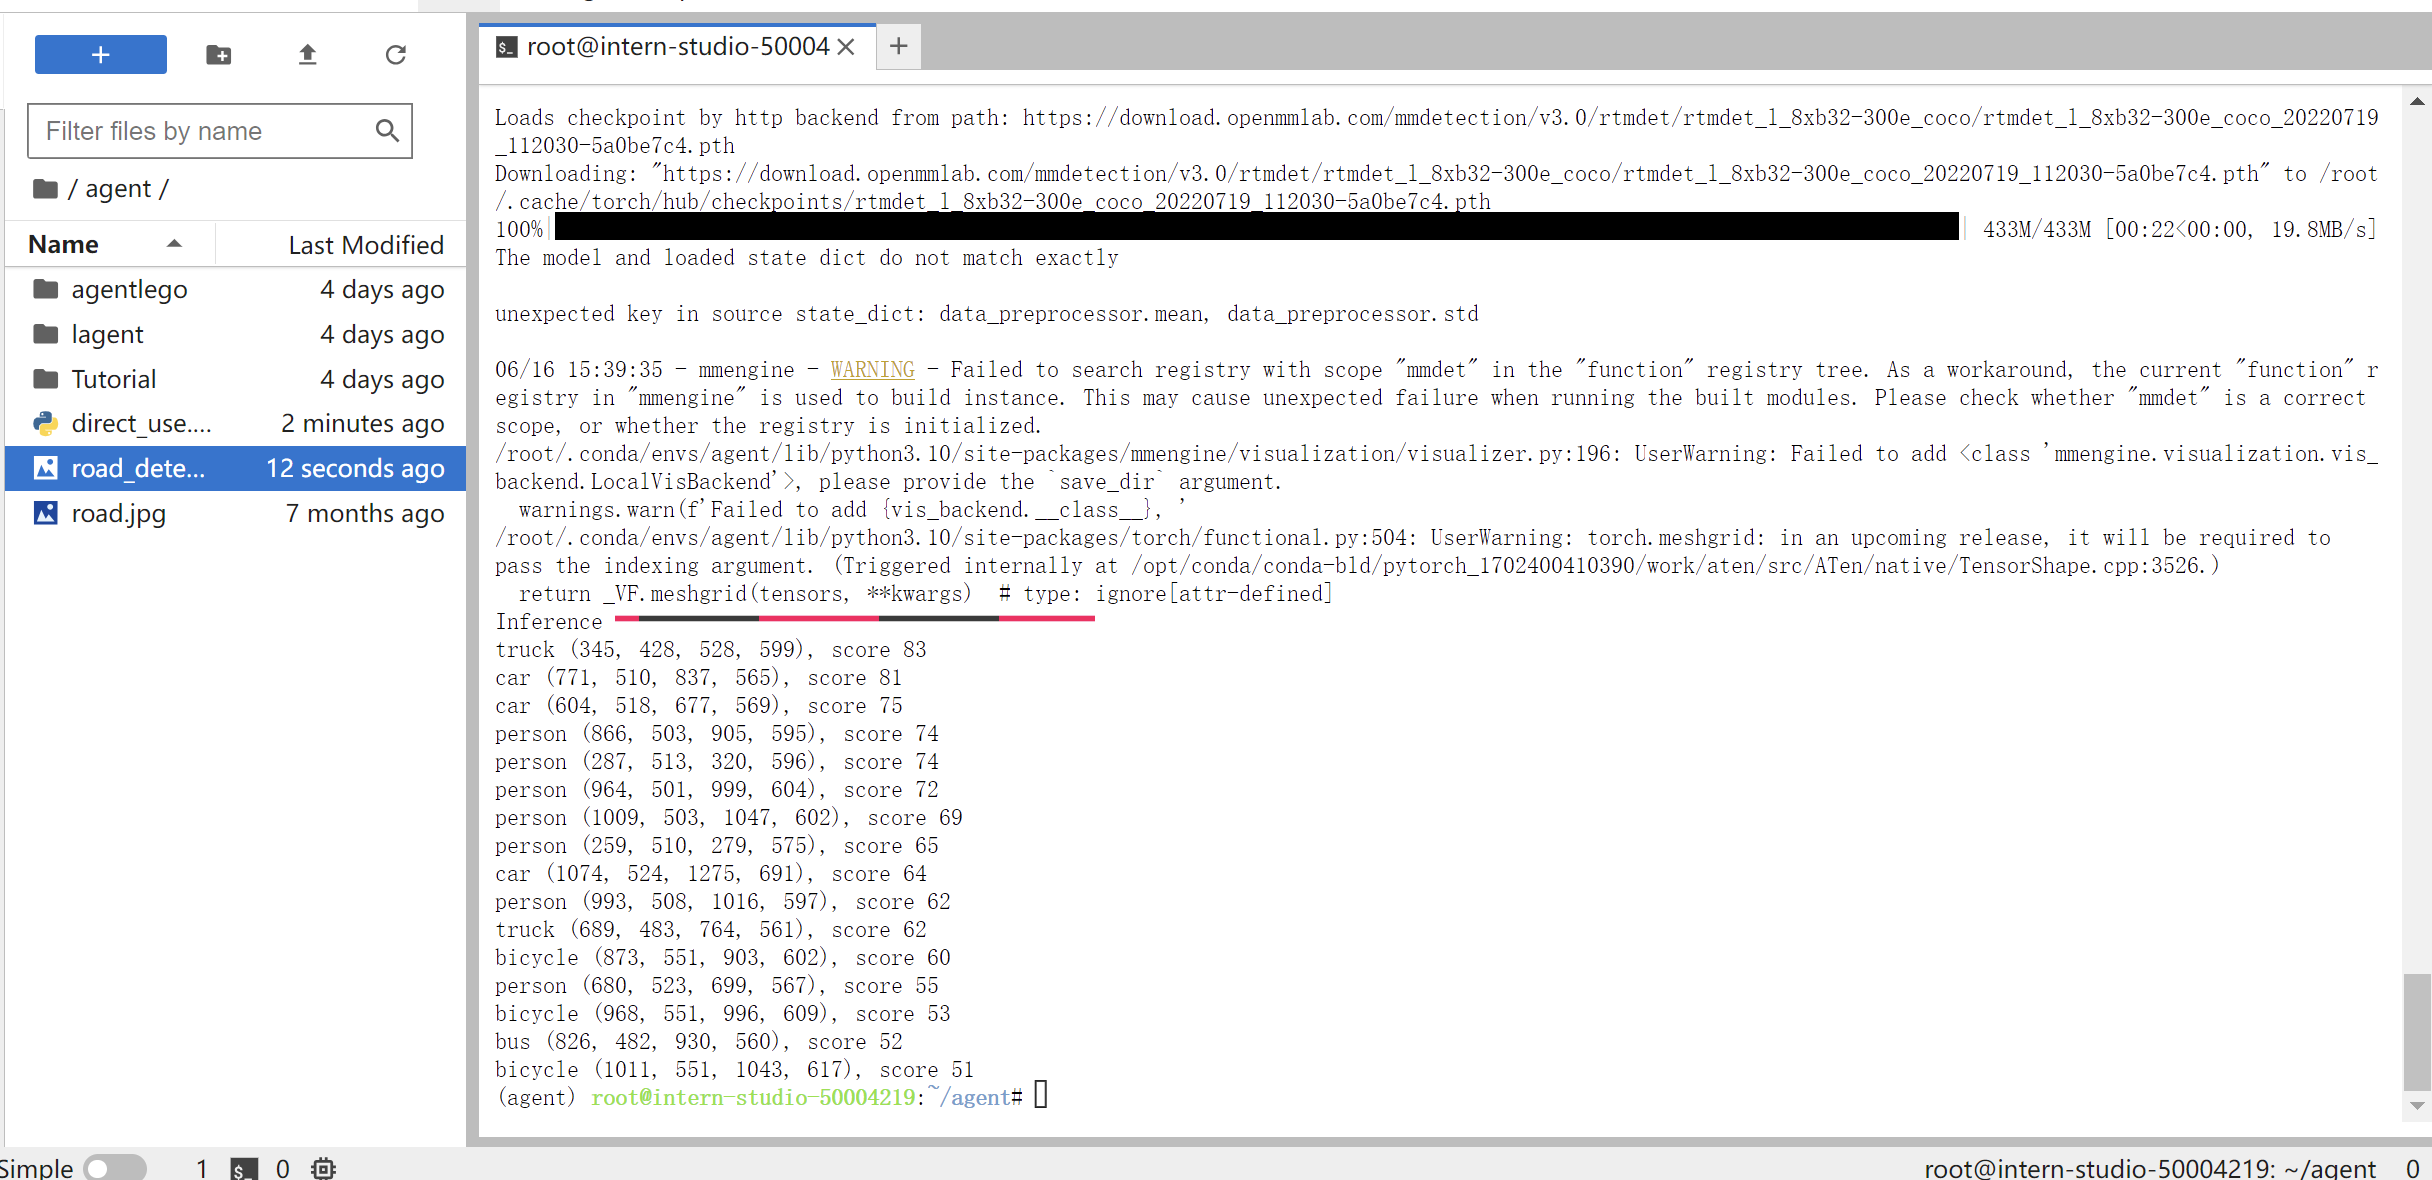 root@intern-studio-50004
Filter files by name
/ agent /
Name Last Modified
agentlego 4 days ago
lagent 4 days ago
Tutorial 4 days ago
direct_use.... 2 minutes ago
road_dete... 12 seconds ago
road.jpg 7 months ago
Loads checkpoint by http backend from path: https://download.openmmlab.com/mmdetection/v3.0/rtmdet/rtmdet_l_8xb32-300e_coco/rtmdet_l_8xb32-300e_coco_20220719
_112030-5a0be7c4.pth
Downloading: "https://download.openmmlab.com/mmdetection/v3.0/rtmdet/rtmdet_l_8xb32-300e_coco/rtmdet_l_8xb32-300e_coco_20220719_112030-5a0be7c4.pth" to /root
/.cache/torch/hub/checkpoints/rtmdet_l_8xb32-300e_coco_20220719_112030-5a0be7c4.pth
100%| | 433M/433M [00:22<00:00, 19.8MB/s]
The model and loaded state dict do not match exactly
unexpected key in source state_dict: data_preprocessor.mean, data_preprocessor.std
06/16 15:39:35 - mmengine - WARNING - Failed to search registry with scope "mmdet" in the "function" registry tree. As a workaround, the current "function" r
egistry in "mmengine" is used to build instance. This may cause unexpected failure when running the built modules. Please check whether "mmdet" is a correct
scope, or whether the registry is initialized.
/root/.conda/envs/agent/lib/python3.10/site-packages/mmengine/visualization/visualizer.py:196: UserWarning: Failed to add <class 'mmengine.visualization.vis_
backend.LocalVisBackend'>, please provide the `save_dir` argument.
warnings.warn(f'Failed to add {vis_backend.__class__}, '
/root/.conda/envs/agent/lib/python3.10/site-packages/torch/functional.py:504: UserWarning: torch.meshgrid: in an upcoming release, it will be required to
pass the indexing argument. (Triggered internally at /opt/conda/conda-bld/pytorch_1702400410390/work/aten/src/ATen/native/TensorShape.cpp:3526.)
return _VF.meshgrid(tensors, **kwargs)  # type: ignore[attr-defined]
Inference
truck (345, 428, 528, 599), score 83
car (771, 510, 837, 565), score 81
car (604, 518, 677, 569), score 75
person (866, 503, 905, 595), score 74
person (287, 513, 320, 596), score 74
person (964, 501, 999, 604), score 72
person (1009, 503, 1047, 602), score 69
person (259, 510, 279, 575), score 65
car (1074, 524, 1275, 691), score 64
person (993, 508, 1016, 597), score 62
truck (689, 483, 764, 561), score 62
bicycle (873, 551, 903, 602), score 60
person (680, 523, 699, 567), score 55
bicycle (968, 551, 996, 609), score 53
bus (826, 482, 930, 560), score 52
bicycle (1011, 551, 1043, 617), score 51
(agent) root@intern-studio-50004219:~/agent#
Simple 1 $_ 0 root@intern-studio-50004219: ~/agent 0